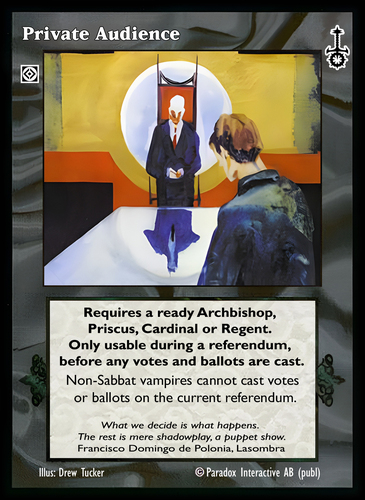 Private Audience
Requires a ready Archbishop,
Priscus, Cardinal or Regent.
Only usable during a referendum,
before any votes and ballots are cast.
Non-Sabbat vampires cannot cast votes
or ballots on the current referendum.
What we decide is what happens.
The rest is mere shadowplay, a puppet show.
Francisco Domingo de Polonia, Lasombra
Illus: Drew Tucker
© Paradox Interactive AB (publ)